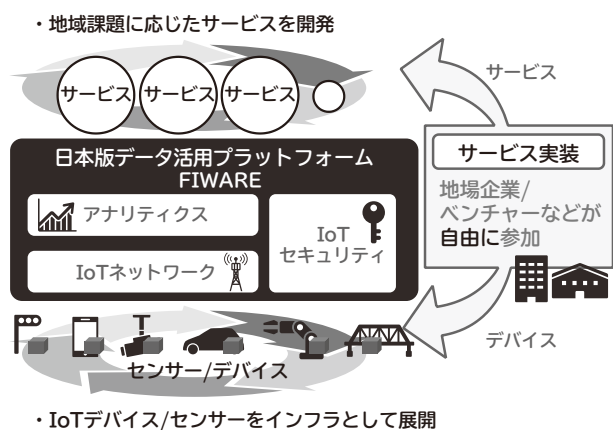 ・地域課題に応じたサービスを開発
サービス
サービス
サービス
サービス
日本版データ活用プラットフォーム
FIWARE
アナリティクス
IoTネットワーク
IoT
セキュリティ
サービス実装
地場企業/
ベンチャーなどが
自由に参加
デバイス
センサー/デバイス
・IoTデバイス/センサーをインフラとして展開